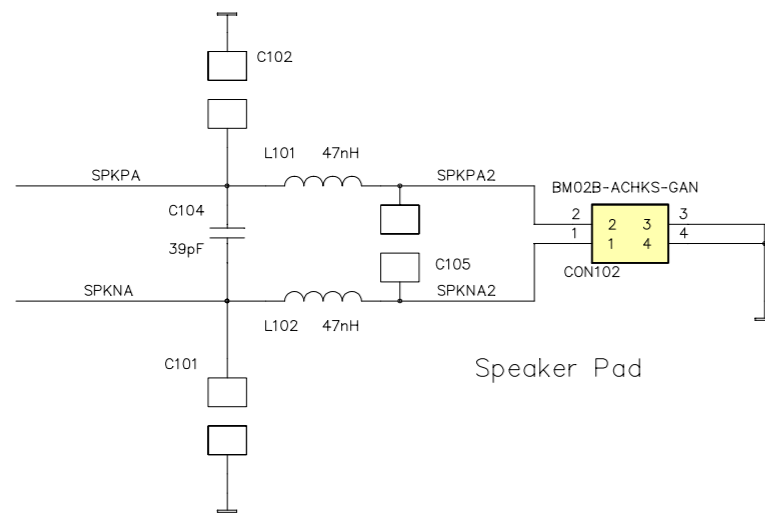 C102
L101 47nH
SPKPA
SPKPA2
BM02B-ACHKS-GAN
C104
39pF
2 2 3 3
1 1 4 4
C105
CON102
SPKNA
SPKNA2
L102 47nH
C101
Speaker Pad